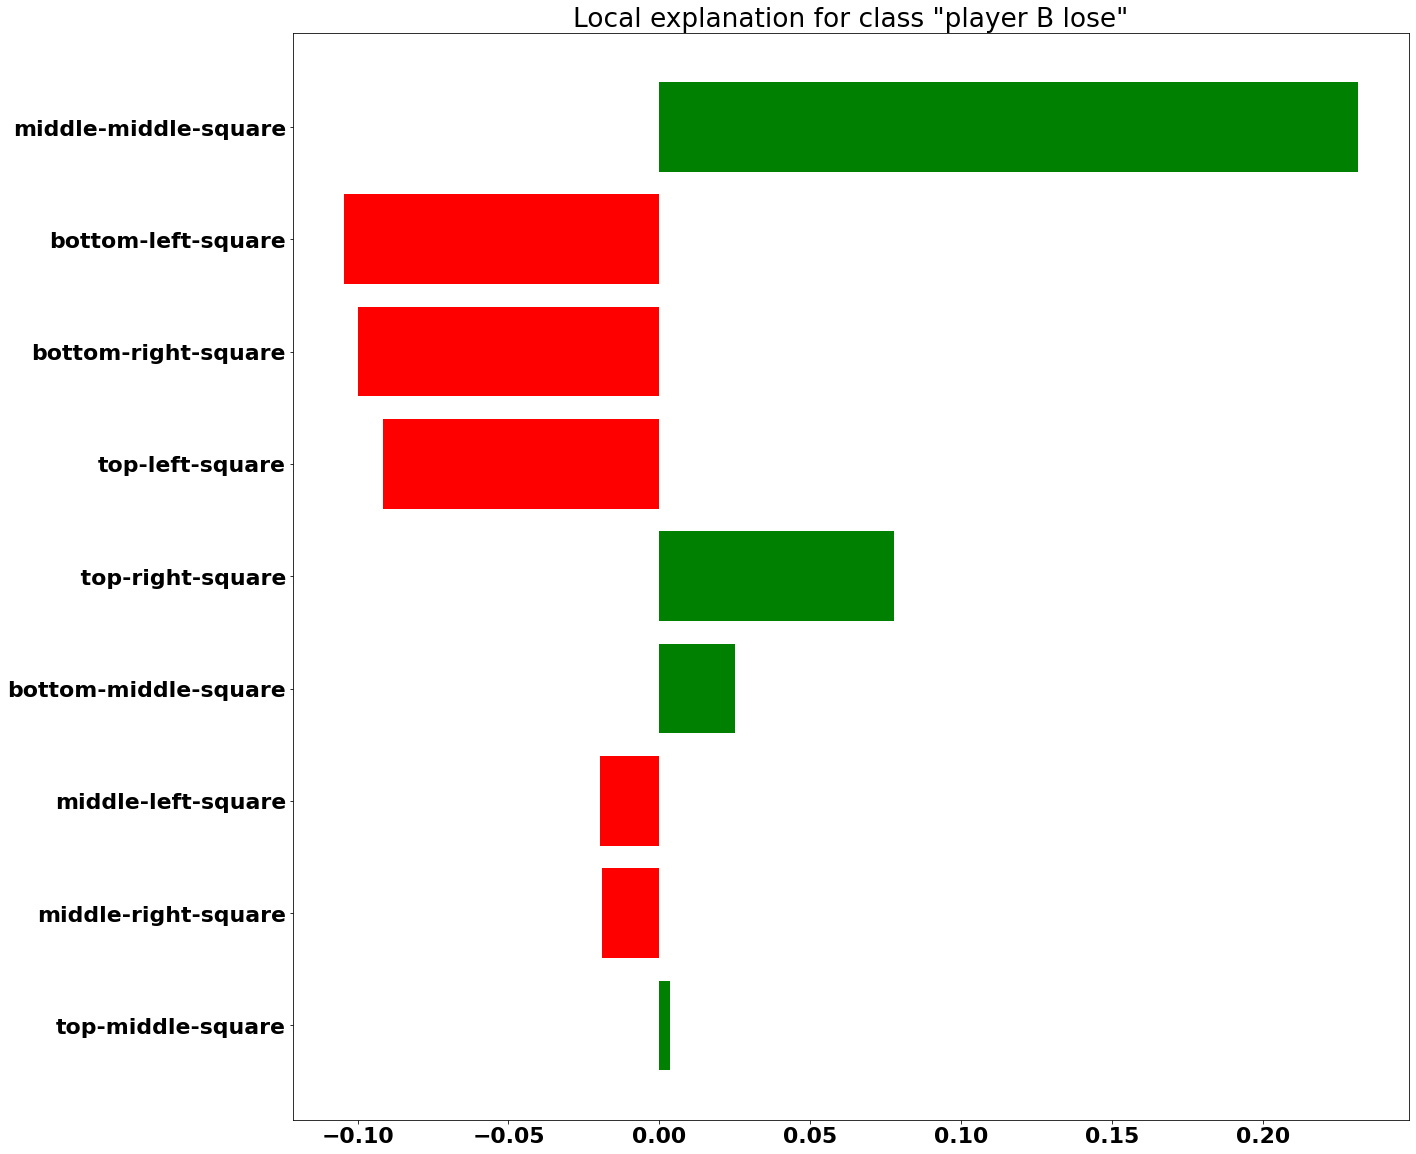 Local explanation for class "player B lose"
middle-middle-square
bottom-left-square
bottom-right-square
top-left-square
top-right-square
bottom-middle-square
middle-left-square
middle-right-square
top-middle-square
−0.10 −0.05 0.00 0.05 0.10 0.15 0.20